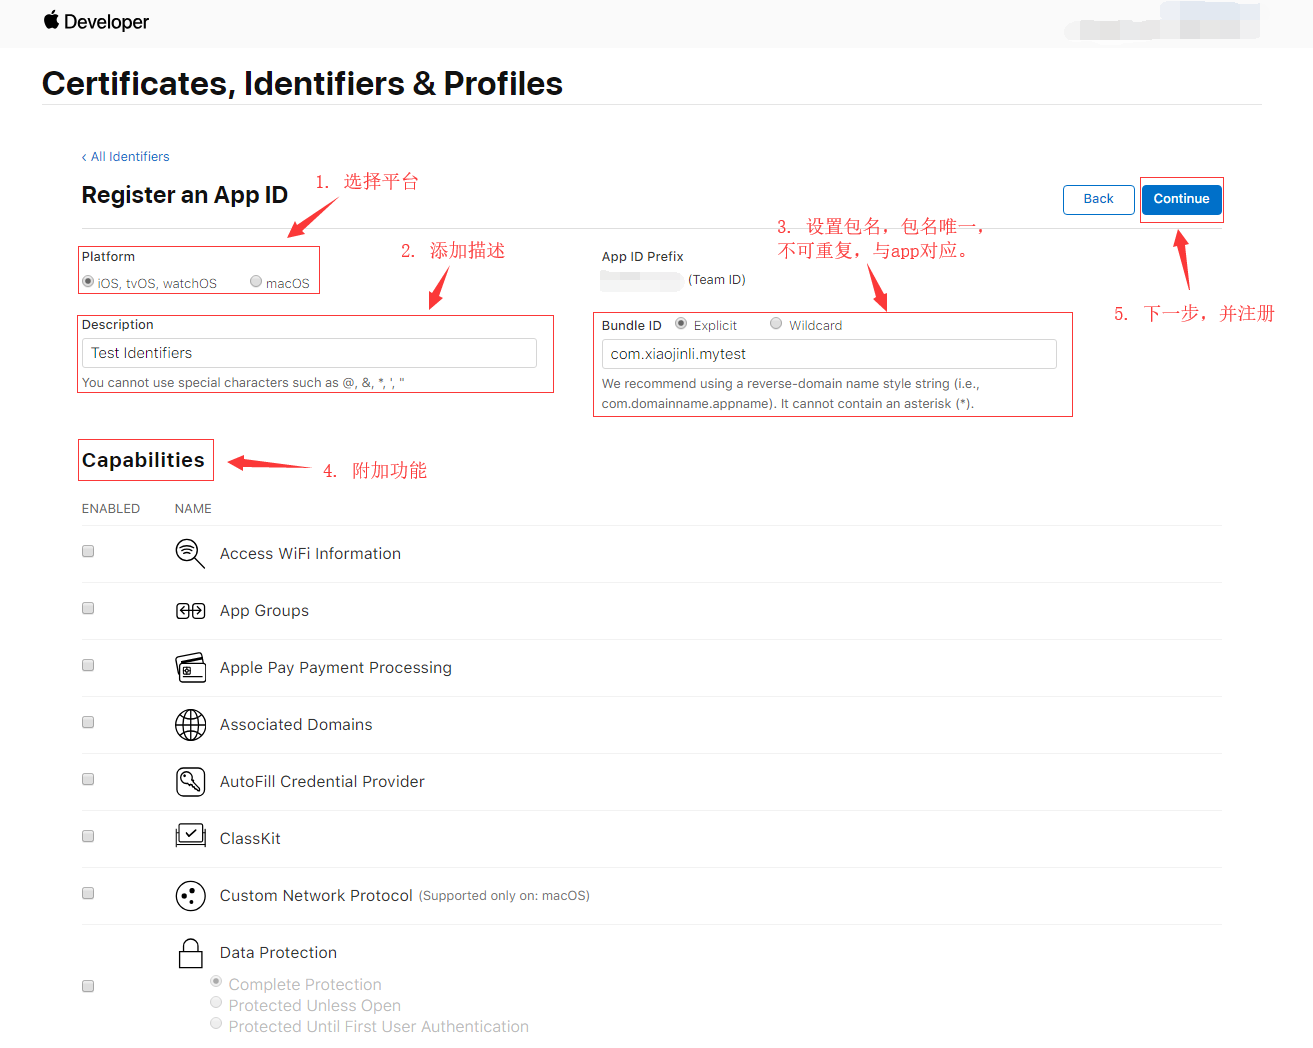 Developer
Certificates, Identifiers & Profiles
‹ All Identifiers
Register an App ID
1. 选择平台
Back
Continue
Platform
iOS, tvOS, watchOS
macOS
2. 添加描述
App ID Prefix
(Team ID)
3. 设置包名，包名唯一，
不可重复，与app对应。
5. 下一步，并注册
Description
Test Identifiers
You cannot use special characters such as @, &, *, ', "
Bundle ID
Explicit
Wildcard
com.xiaojinli.mytest
We recommend using a reverse-domain name style string (i.e.,
com.domainname.appname). It cannot contain an asterisk (*).
Capabilities
4. 附加功能
ENABLED
NAME
Access WiFi Information
App Groups
Apple Pay Payment Processing
Associated Domains
AutoFill Credential Provider
ClassKit
Custom Network Protocol (Supported only on: macOS)
Data Protection
Complete Protection
Protected Unless Open
Protected Until First User Authentication